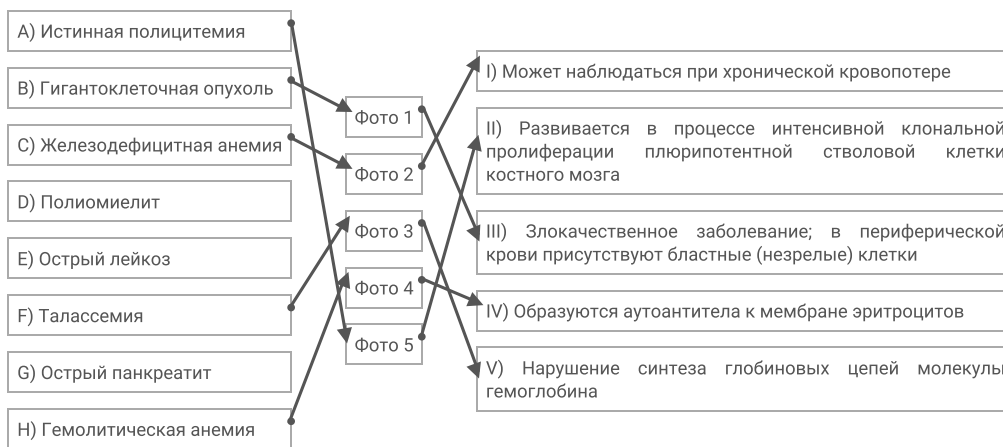 A) Истинная полицитемия
B) Гигантоклеточная опухоль
C) Железодефицитная анемия
D) Полиомиелит
E) Острый лейкоз
F) Талассемия
G) Острый панкреатит
H) Гемолитическая анемия
Фото 1
Фото 2
Фото 3
Фото 4
Фото 5
I) Может наблюдаться при хронической кровопотере
II) Развивается в процессе интенсивной клональной
пролиферации плюрипотентной стволовой клетки
костного мозга
III) Злокачественное заболевание; в периферической
крови присутствуют бластные (незрелые) клетки
IV) Образуются аутоантитела к мембране эритроцитов
V) Нарушение синтеза глобиновых цепей молекулы
гемоглобина